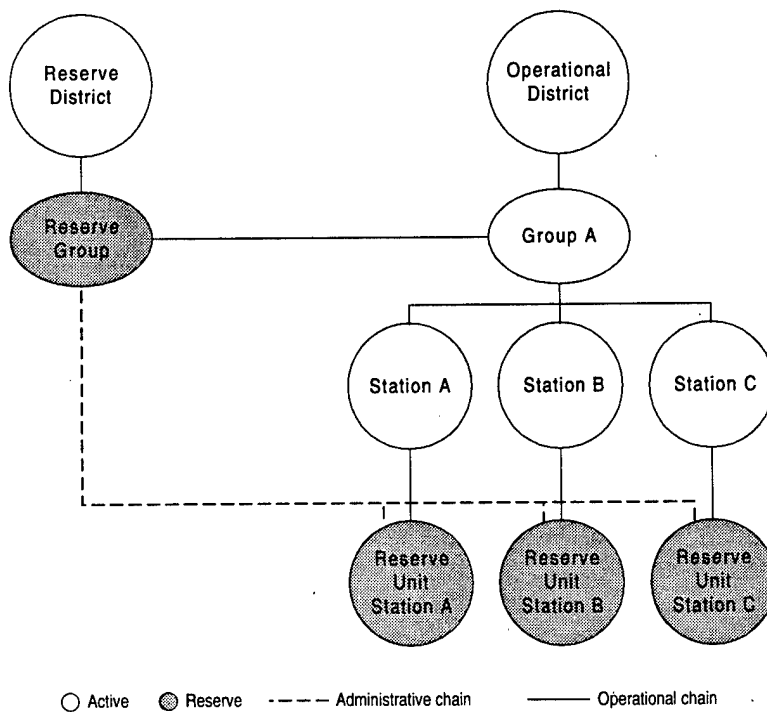 Reserve
District
Operational
District
Reserve
Group
Group A
Station A
Station B
Station C
Reserve
Unit
Station A
Reserve
Unit
Station B
Reserve
Unit
Station C
Active
Reserve
Administrative chain
Operational chain